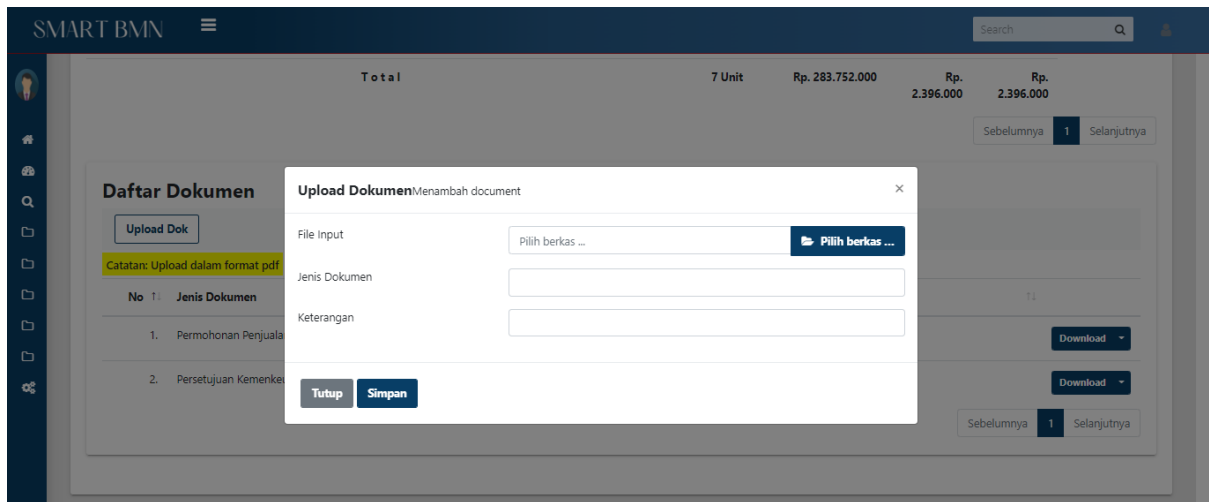 SMART BMN
Search
Total 7 Unit Rp. 283.752.000 Rp. Rp.
2.396.000 2.396.000
Sebelumnya 1 Selanjutnya
Daftar Dokumen
Upload Dok
Catatan: Upload dalam format pdf
No Jenis Dokumen
1. Permohonan Penjuala
Download
2. Persetujuan Kemenkeu
Download
Sebelumnya 1 Selanjutnya
Upload DokumenMenambah document ×
File Input Pilih berkas ... Pilih berkas ...
Jenis Dokumen
Keterangan
Tutup Simpan